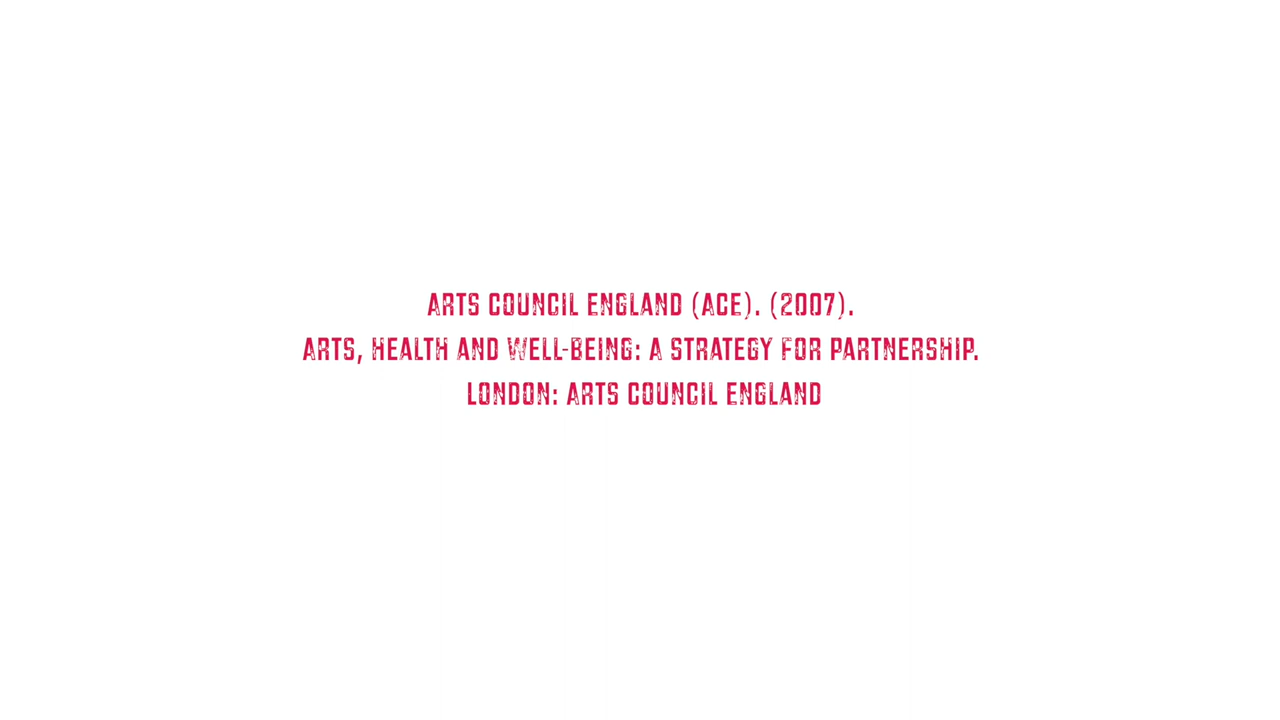 ARTS COUNCIL ENGLAND (ACE). (2007).
ARTS, HEALTH AND WELL-BEING: A STRATEGY FOR PARTNERSHIP.
LONDON: ARTS COUNCIL ENGLAND